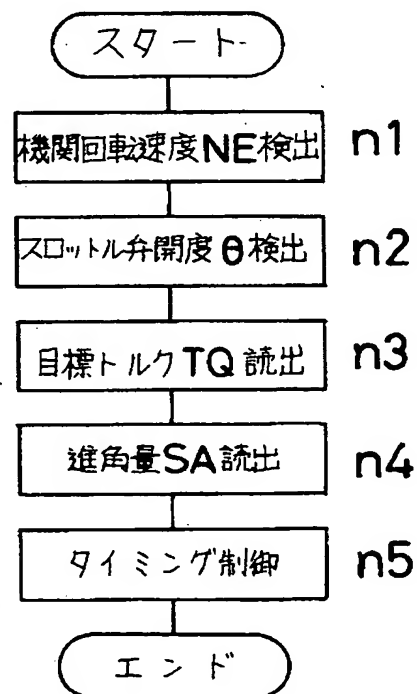 スタート
機関回転速度NE検出 n1
スロットル弁開度θ検出 n2
目標トルクTQ読出 n3
進角量SA読出 n4
タイミング制御 n5
エンド